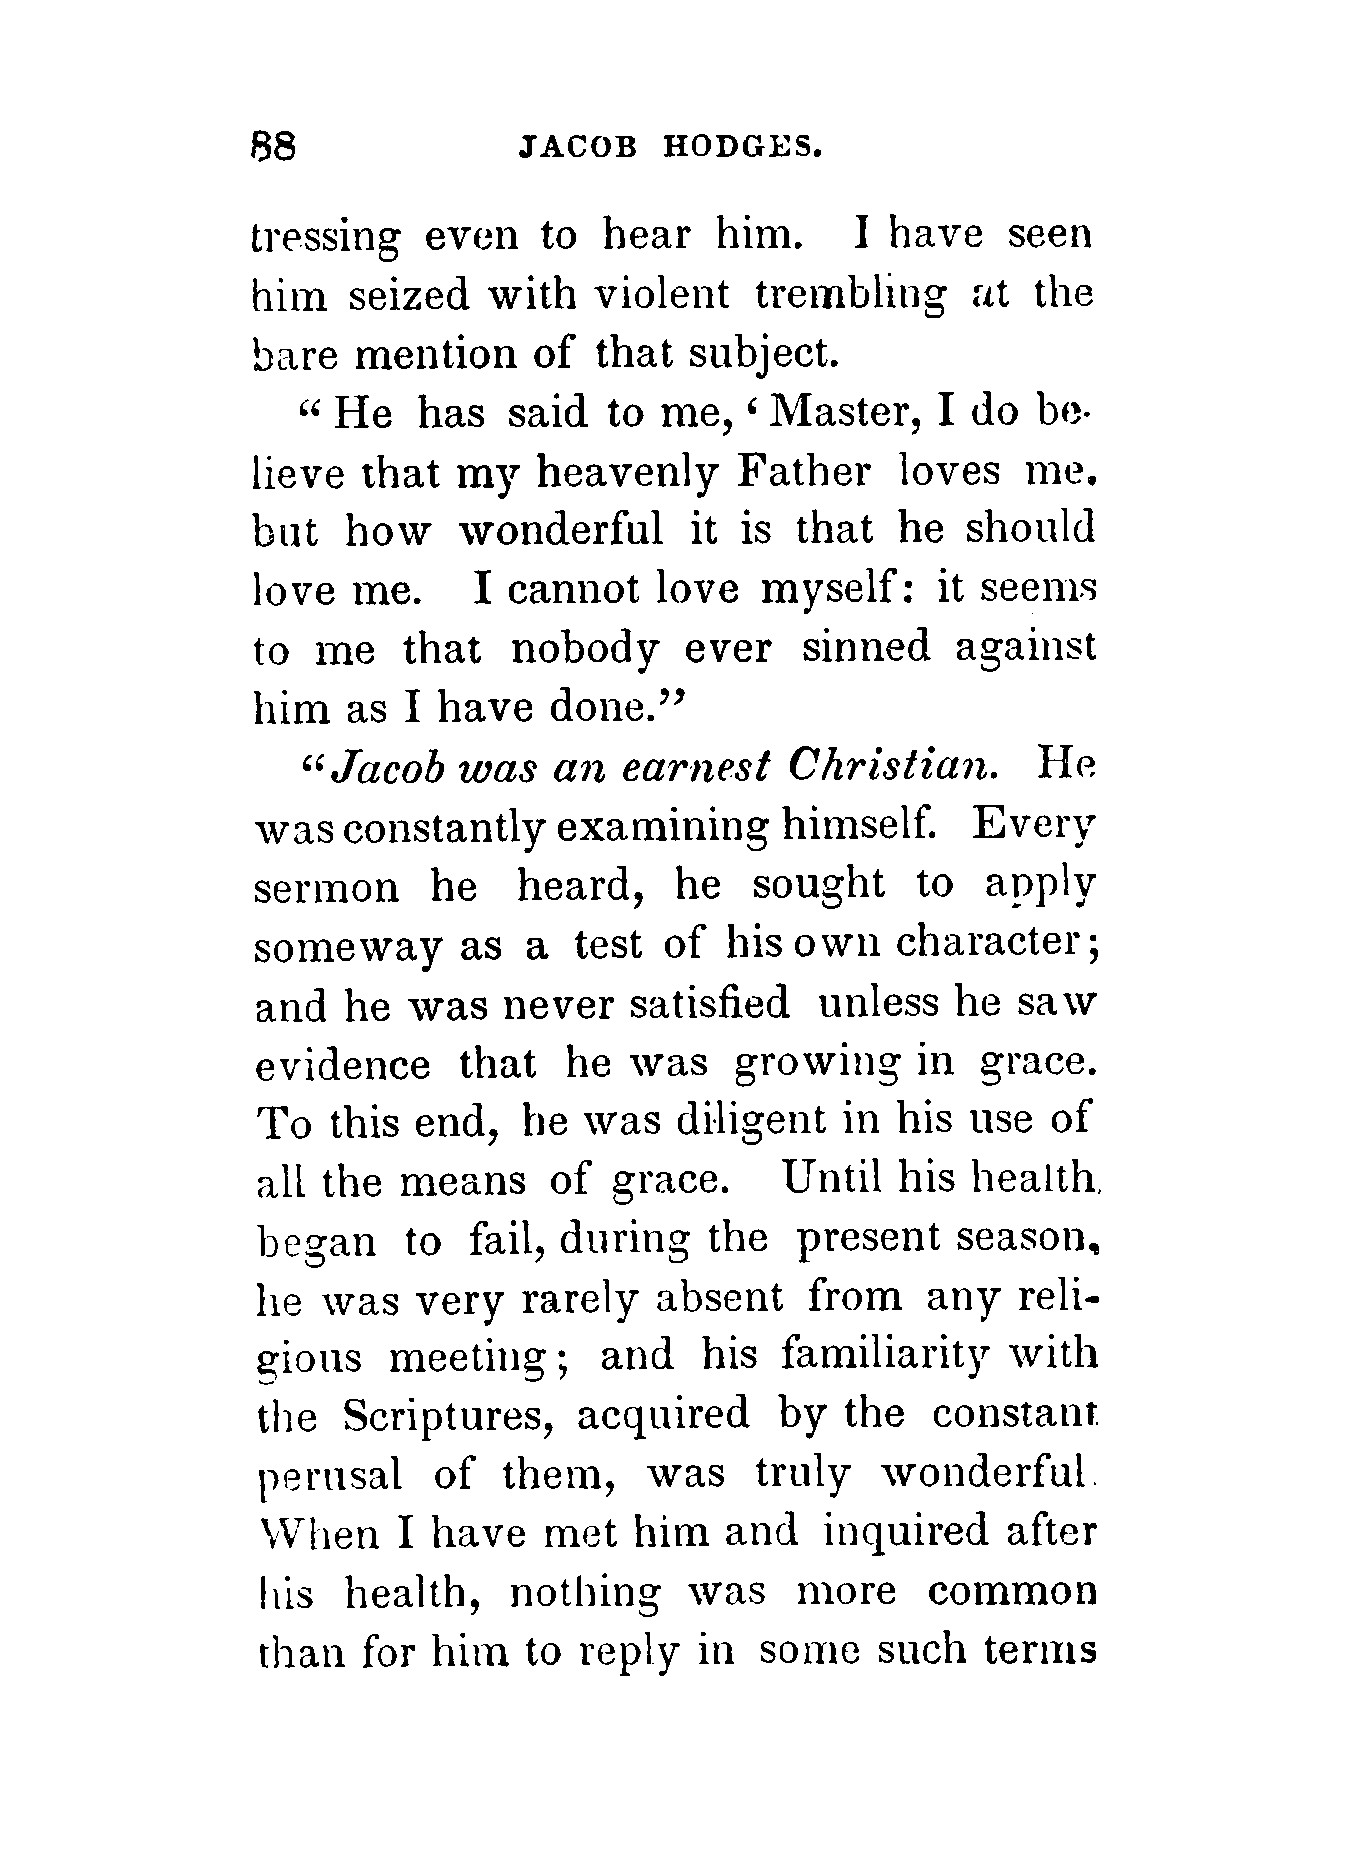 88 JACOB HODGES.
tressing even to hear him. I have seen
him seized with violent trembling at the
bare mention of that subject.
“ He has said to me, ‘ Master, I do be-
lieve that my heavenly Father loves me,
but how wonderful it is that he should
love me. I cannot love myself: it seems
to me that nobody ever sinned against
him as I have done.”
“Jacob was an earnest Christian. He
was constantly examining himself. Every
sermon he heard, he sought to apply
someway as a test of his own character;
and he was never satisfied unless he saw
evidence that he was growing in grace.
To this end, he was diligent in his use of
all the means of grace. Until his health
began to fail, during the present season,
he was very rarely absent from any reli-
gious meeting; and his familiarity with
the Scriptures, acquired by the constant
perusal of them, was truly wonderful.
When I have met him and inquired after
his health, nothing was more common
than for him to reply in some such terms